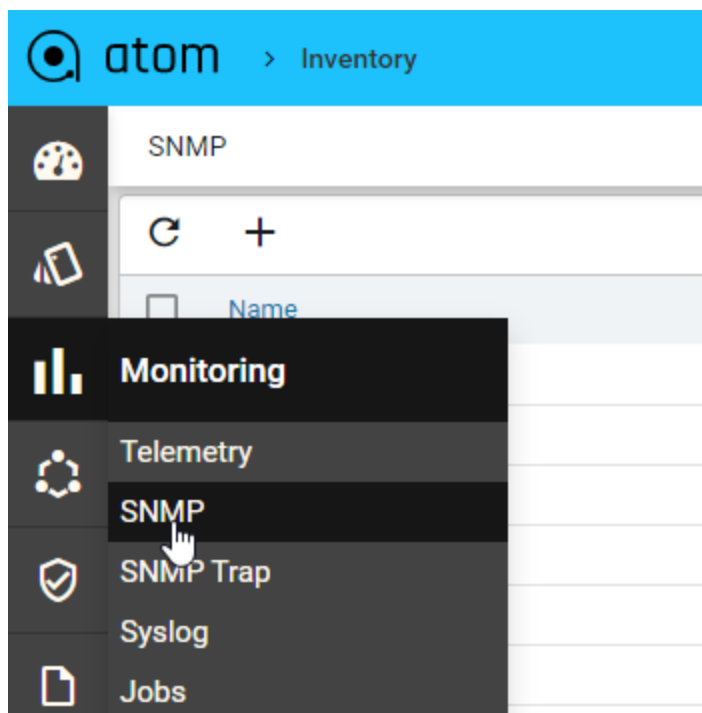 atom > Inventory
SNMP
Name
Monitoring
Telemetry
SNMP
SNMP Trap
Syslog
Jobs